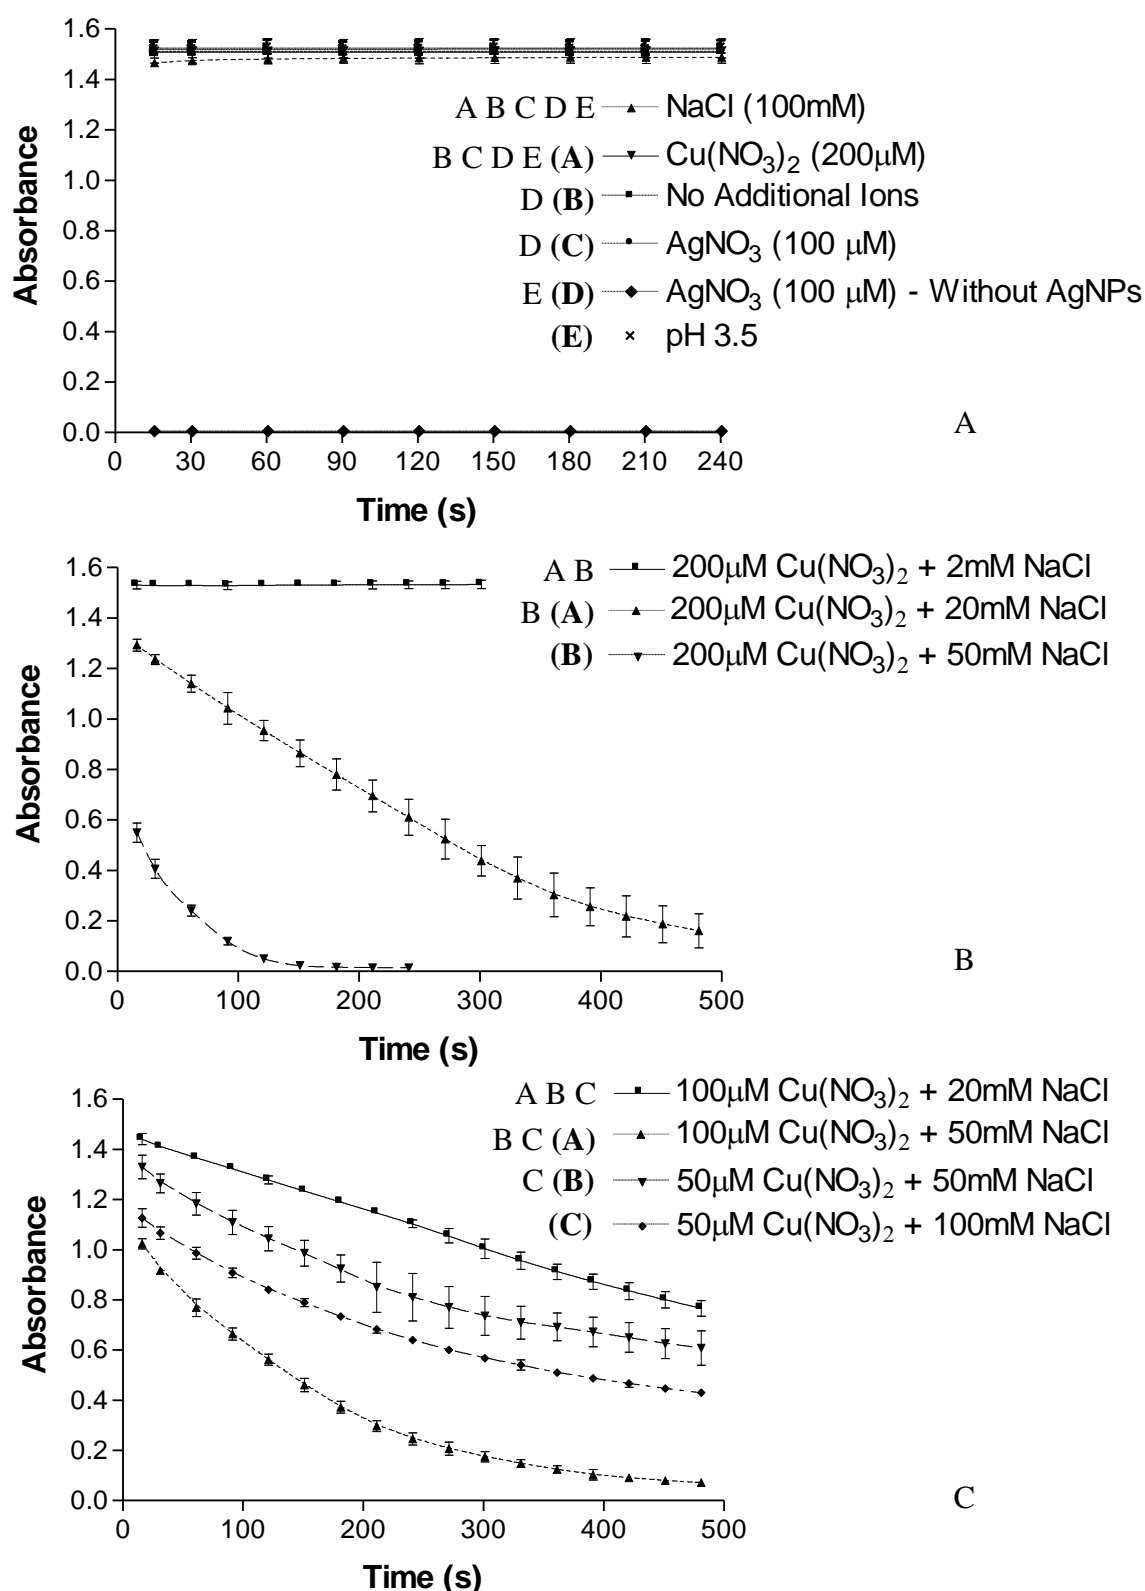 1.6
1.4
A B C D E NaCl (100mM)
1.2
B C D E (A) Cu(NO₃)₂ (200μM)
1.0
D (B) No Additional Ions
0.8
D (C) AgNO₃ (100 μM)
0.6
E (D) AgNO₃ (100 μM) - Without AgNPs
0.4
(E) pH 3.5
0.2
0.0
Absorbance
A
0 30 60 90 120 150 180 210 240
Time (s)
1.6
A B 200μM Cu(NO₃)₂ + 2mM NaCl
1.4
B (A) 200μM Cu(NO₃)₂ + 20mM NaCl
1.2
(B) 200μM Cu(NO₃)₂ + 50mM NaCl
1.0
0.8
0.6
0.4
0.2
0.0
Absorbance
B
0 100 200 300 400 500
Time (s)
1.6
A B C 100μM Cu(NO₃)₂ + 20mM NaCl
1.4
B C (A) 100μM Cu(NO₃)₂ + 50mM NaCl
1.2
C (B) 50μM Cu(NO₃)₂ + 50mM NaCl
1.0
(C) 50μM Cu(NO₃)₂ + 100mM NaCl
0.8
0.6
0.4
0.2
0.0
Absorbance
C
0 100 200 300 400 500
Time (s)